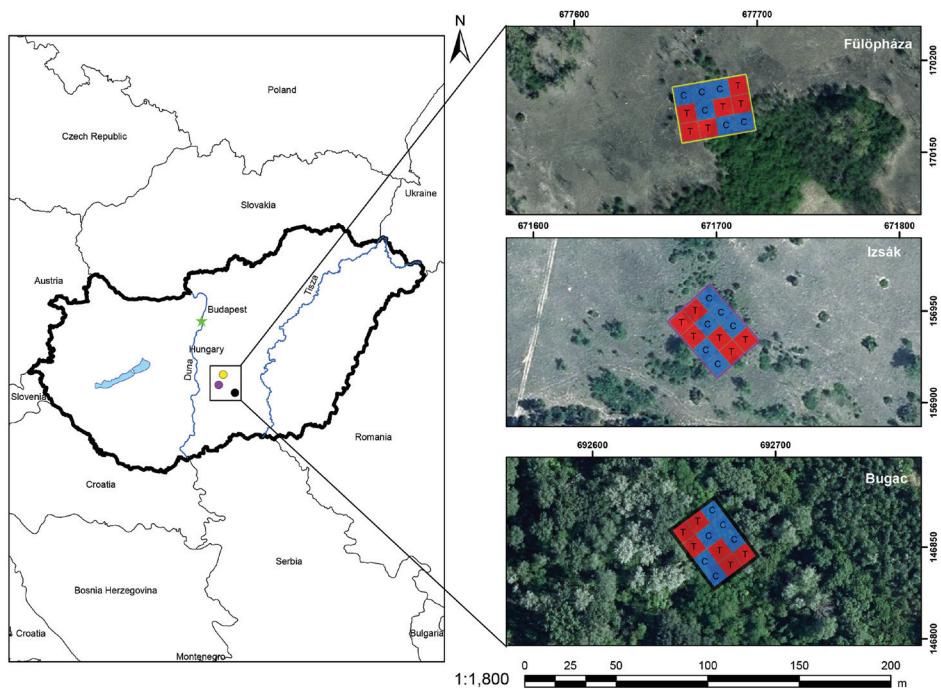 N
Poland
Czech Republic
Ukraine
Slovakia
Austria
Tisza
Budapest
Hungary
Duna
Slovenia
Romania
Croatia
Serbia
Bosnia Herzegovina
Croatia
Bulgaria
Montenegro
677600 677700
Fülöpháza
170200
170150
C C C T
T C T T
T T C C
671600 671700 671800
Izsák
156950
156900
C
T C
T C C
T C T T
C T
C
692600 692700
Bugac
146850
146800
C
T C
T C C
T C T T
C T
C
1:1,800
0 25 50 100 150 200
m